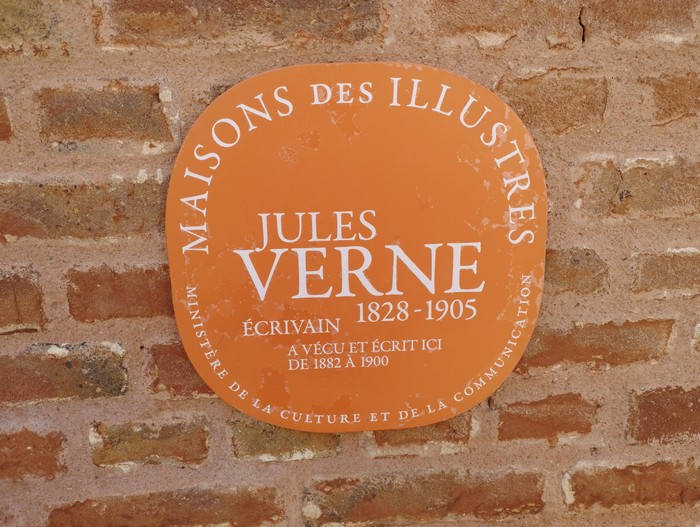 MAISONS DES ILLUSTRES
JULES
VERNE
1828-1905
ÉCRIVAIN
A VÉCU ET ÉCRIT ICI
DE 1882 À 1900
MINISTÈRE DE LA CULTURE ET DE LA COMMUNICATION